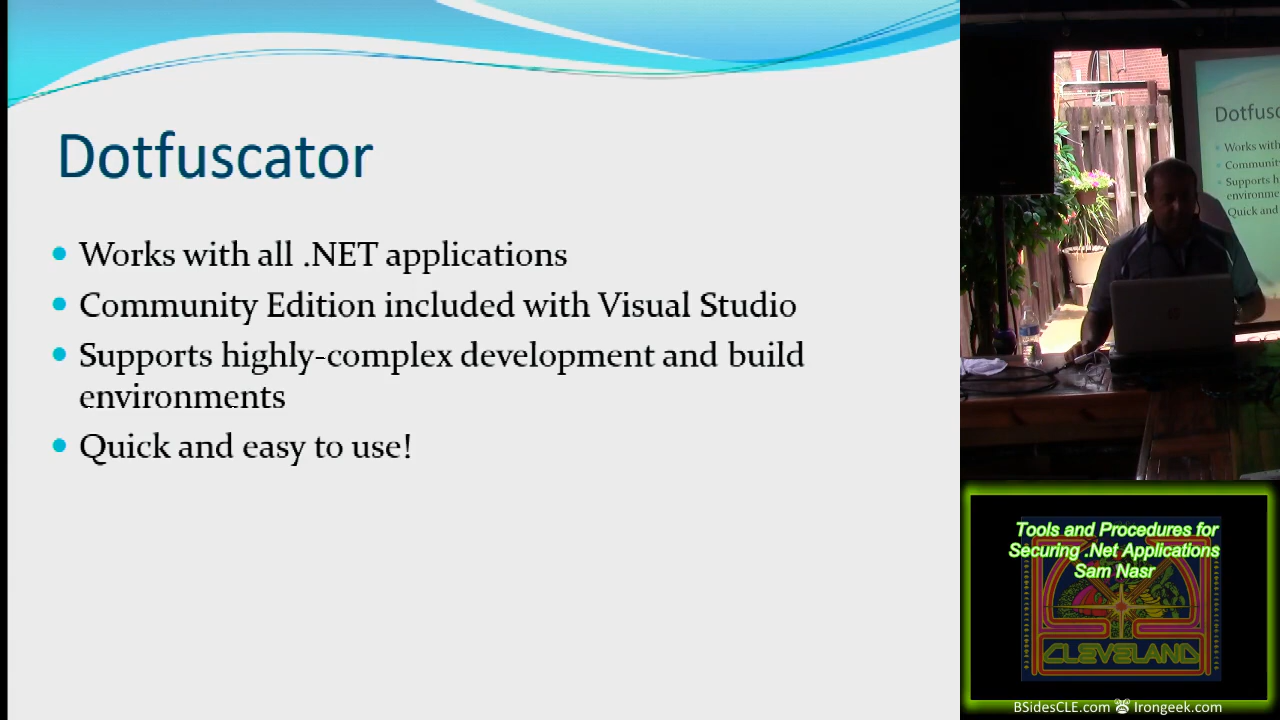 Dotfuscator
Works with all .NET applications
Community Edition included with Visual Studio
Supports highly-complex development and build
environments
Quick and easy to use!
Dotfusc
Works with
Communit
Supports h
environme
Quick and
Tools and Procedures for
Securing .Net Applications
Sam Nasr
CLEVELAND
BSidesCLE.com Irongeek.com